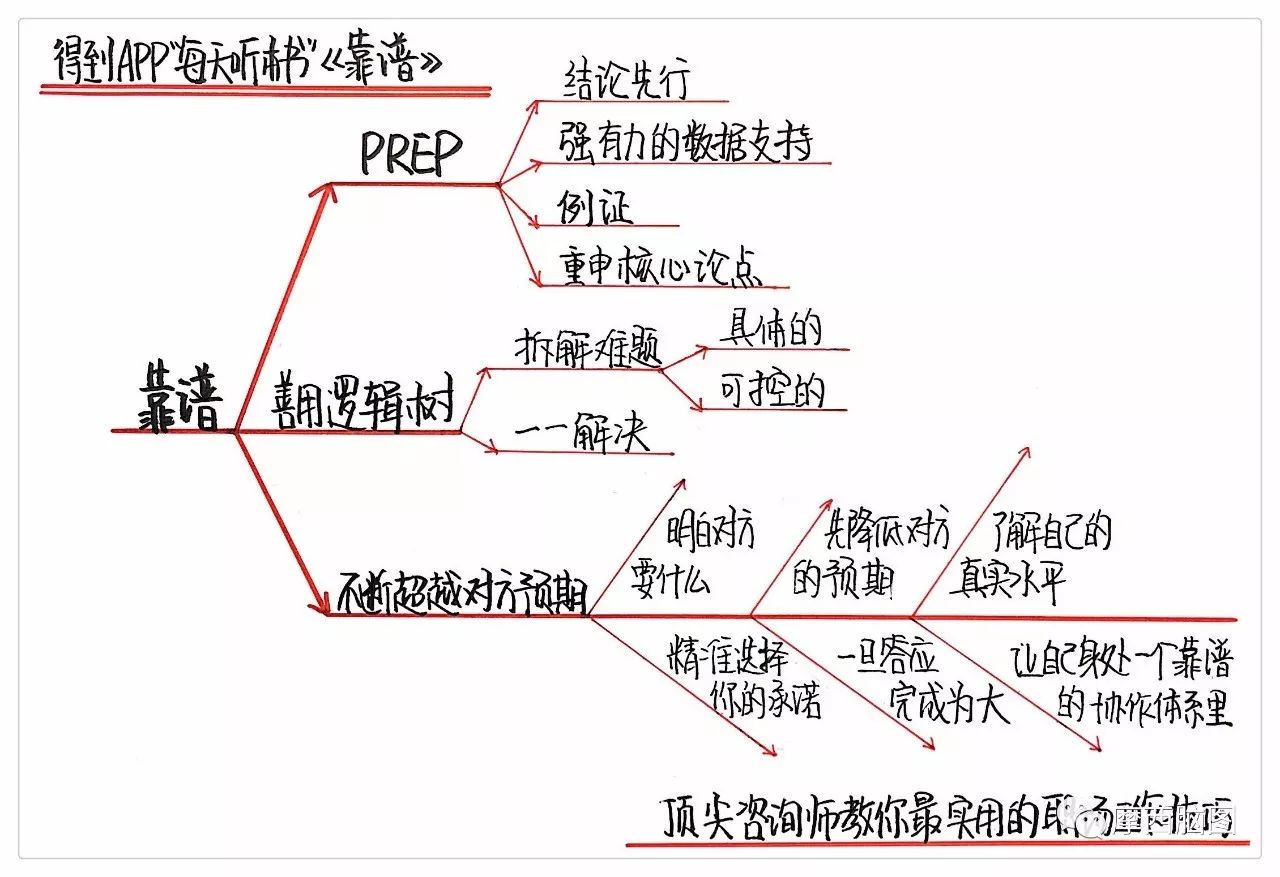 得到APP“每天听本书”《靠谱》
PREP
结论先行
强有力的数据支持
例证
重申核心论点
靠谱
善用逻辑树
拆解难题
具体的
可控的
一一解决
不断超越对方预期
明白对方
要什么
先降低对方
的预期
了解自己的
真实水平
精准选择
你的承诺
一旦答应
完成为大
让自己身处一个靠谱
的协作体系里
顶尖咨询师教你最实用的职场
摩西脑图